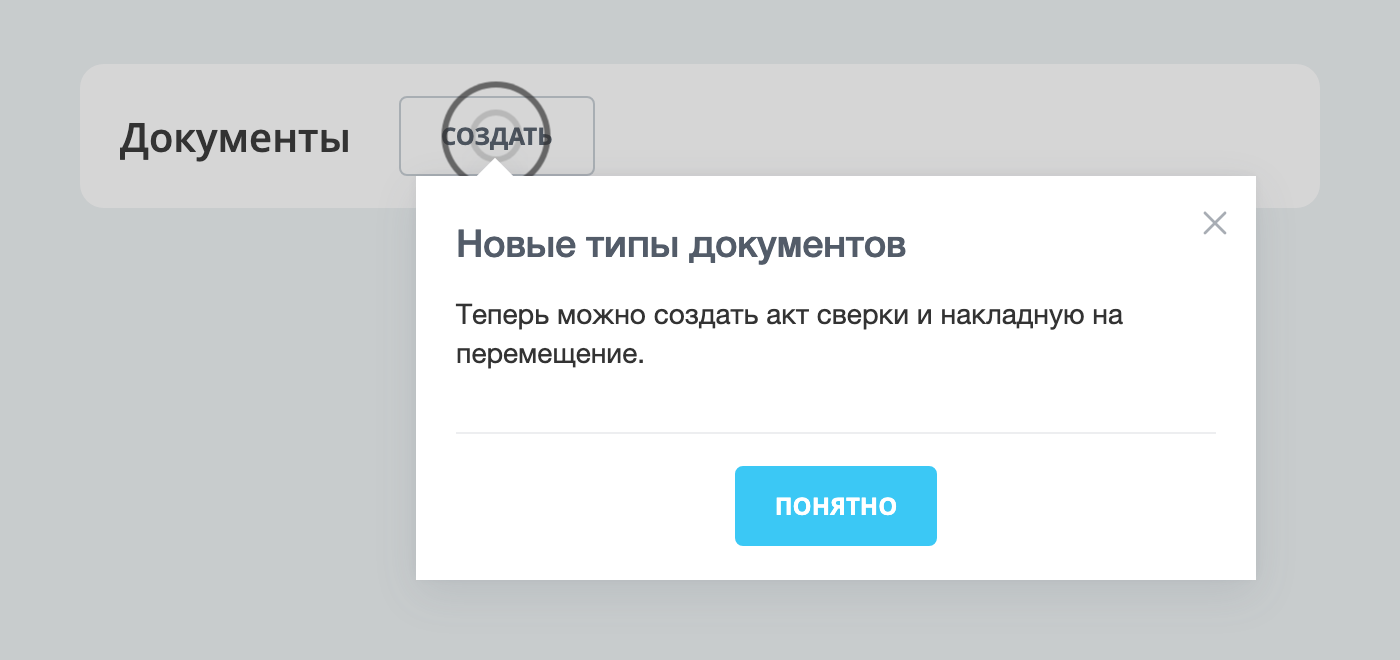 Документы
СОЗДАТЬ
Новые типы документов
Теперь можно создать акт сверки и накладную на
перемещение.
ПОНЯТНО